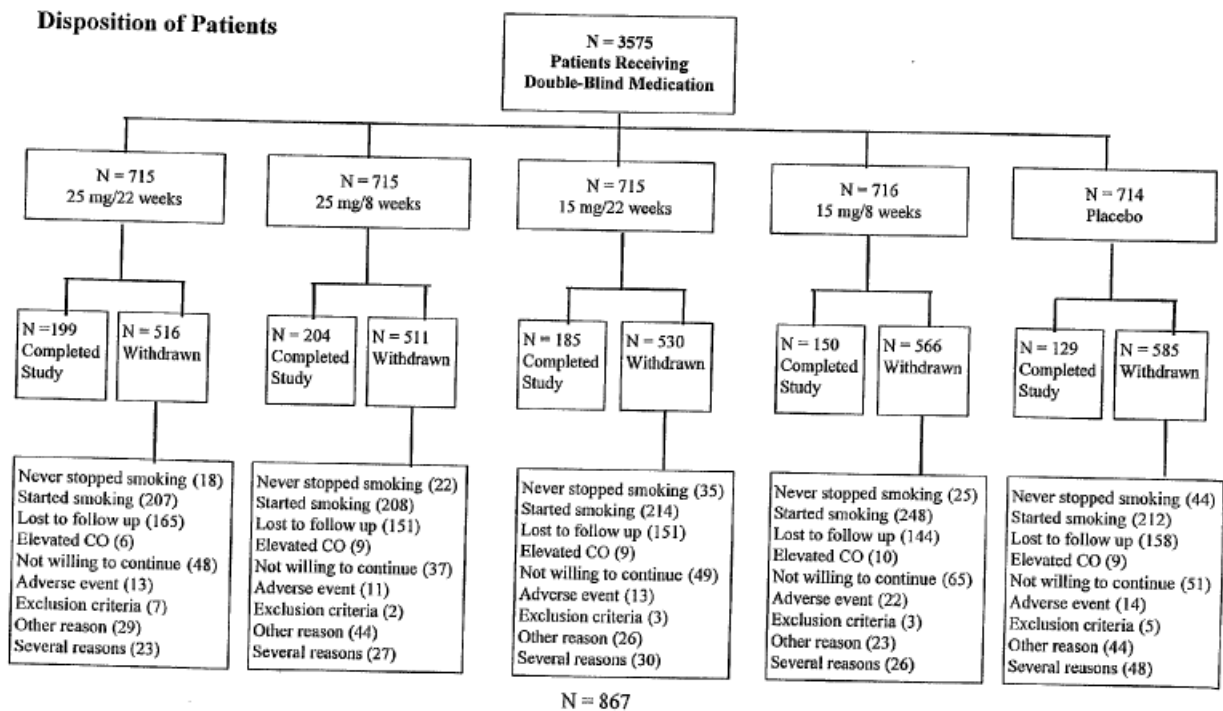 Disposition of Patients
N = 3575
Patients Receiving
Double-Blind Medication
N = 715
25 mg/22 weeks
N = 715
25 mg/8 weeks
N = 715
15 mg/22 weeks
N = 716
15 mg/8 weeks
N = 714
Placebo
N =199
Completed
Study
N = 516
Withdrawn
N = 204
Completed
Study
N = 511
Withdrawn
N = 185
Completed
Study
N = 530
Withdrawn
N = 150
Completed
Study
N = 566
Withdrawn
N = 129
Completed
Study
N = 585
Withdrawn
Never stopped smoking (18)
Started smoking (207)
Lost to follow up (165)
Elevated CO (6)
Not willing to continue (48)
Adverse event (13)
Exclusion criteria (7)
Other reason (29)
Several reasons (23)
Never stopped smoking (22)
Started smoking (208)
Lost to follow up (151)
Elevated CO (9)
Not willing to continue (37)
Adverse event (11)
Exclusion criteria (2)
Other reason (44)
Several reasons (27)
Never stopped smoking (35)
Started smoking (214)
Lost to follow up (151)
Elevated CO (9)
Not willing to continue (49)
Adverse event (13)
Exclusion criteria (3)
Other reason (26)
Several reasons (30)
Never stopped smoking (25)
Started smoking (248)
Lost to follow up (144)
Elevated CO (10)
Not willing to continue (65)
Adverse event (22)
Exclusion criteria (3)
Other reason (23)
Several reasons (26)
Never stopped smoking (44)
Started smoking (212)
Lost to follow up (158)
Elevated CO (9)
Not willing to continue (51)
Adverse event (14)
Exclusion criteria (5)
Other reason (44)
Several reasons (48)
N = 867